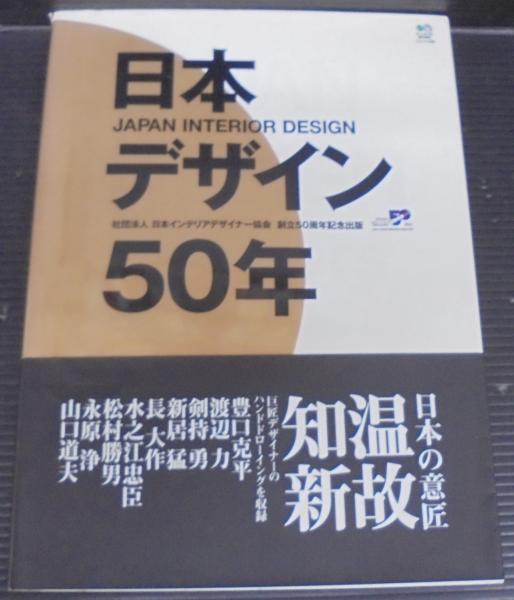 日本
JAPAN INTERIOR DESIGN
デザイン
社団法人 日本インテリアデザイナー協会 創立50周年記念出版
50年
日本の意匠
温故
知新
巨匠デザイナーの
ハンドドローイングを収録
豊口克平
渡辺 力
剣持 勇
新居 猛
長 大作
水之江忠臣
松村勝男
永原 浄
山口道夫